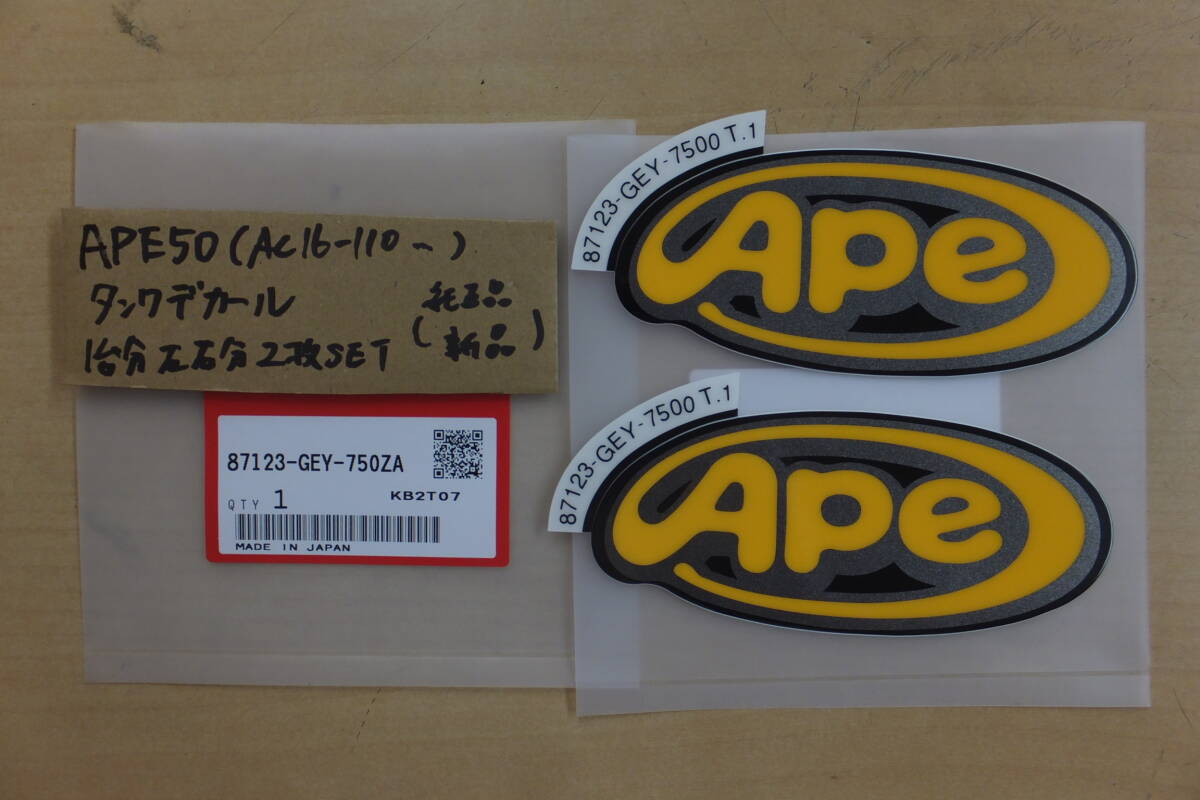 APE50(AC16-110~)
タンクデカール
1台分左右分2枚SET
純正品
(新品)
87123-GEY-750ZA
KB2T07
QTY 1
MADE IN JAPAN
87123-GEY-7500 T.1
Ape
87123-GEY-7500 T.1
Ape